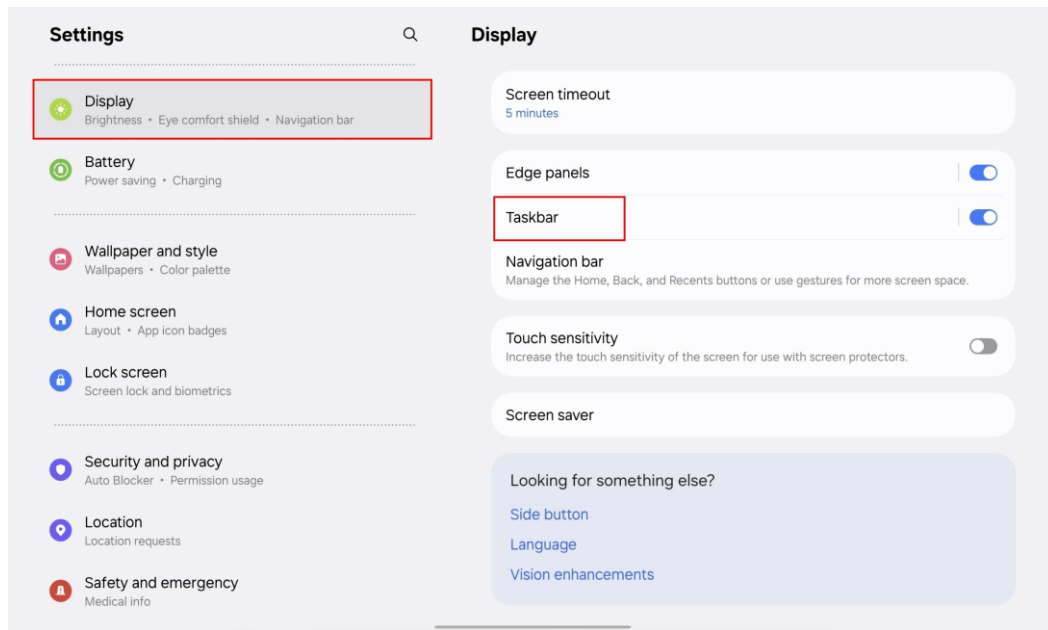 Settings
Display
Brightness • Eye comfort shield • Navigation bar
Battery
Power saving • Charging
Wallpaper and style
Wallpapers • Color palette
Home screen
Layout • App icon badges
Lock screen
Screen lock and biometrics
Security and privacy
Auto Blocker • Permission usage
Location
Location requests
Safety and emergency
Medical info
Display
Screen timeout
5 minutes
Edge panels
Taskbar
Navigation bar
Manage the Home, Back, and Recents buttons or use gestures for more screen space.
Touch sensitivity
Increase the touch sensitivity of the screen for use with screen protectors.
Screen saver
Looking for something else?
Side button
Language
Vision enhancements